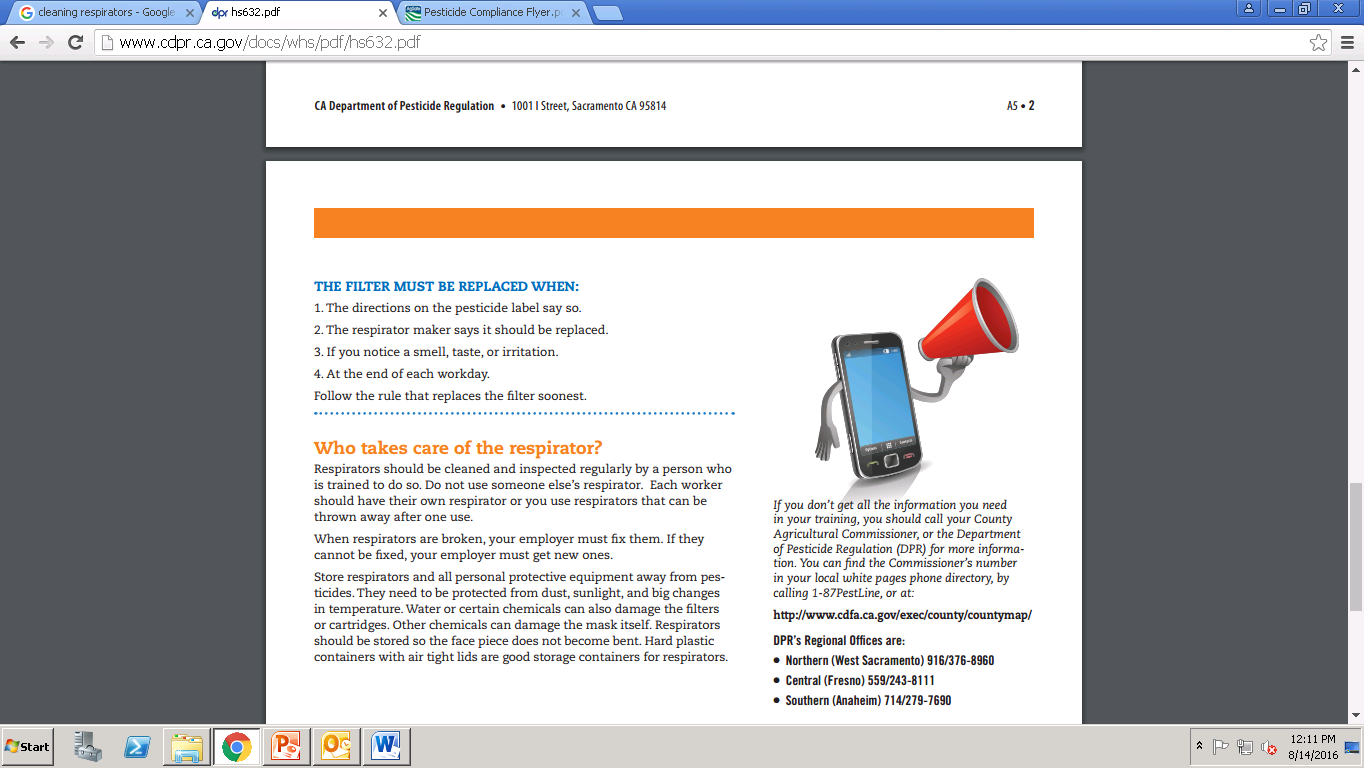 cleaning respirators - Google
dpr hs632.pdf
Pesticide Compliance Flyer.p
www.cdpr.ca.gov/docs/whs/pdf/hs632.pdf
CA Department of Pesticide Regulation • 1001 I Street, Sacramento CA 95814
A5 • 2
THE FILTER MUST BE REPLACED WHEN:
1. The directions on the pesticide label say so.
2. The respirator maker says it should be replaced.
3. If you notice a smell, taste, or irritation.
4. At the end of each workday.
Follow the rule that replaces the filter soonest.
Who takes care of the respirator?
Respirators should be cleaned and inspected regularly by a person who
is trained to do so. Do not use someone else's respirator. Each worker
should have their own respirator or you use respirators that can be
thrown away after one use.
When respirators are broken, your employer must fix them. If they
cannot be fixed, your employer must get new ones.
Store respirators and all personal protective equipment away from pes-
ticides. They need to be protected from dust, sunlight, and big changes
in temperature. Water or certain chemicals can also damage the filters
or cartridges. Other chemicals can damage the mask itself. Respirators
should be stored so the face piece does not become bent. Hard plastic
containers with air tight lids are good storage containers for respirators.
If you don't get all the information you need
in your training, you should call your County
Agricultural Commissioner, or the Department
of Pesticide Regulation (DPR) for more informa-
tion. You can find the Commissioner's number
in your local white pages phone directory, by
calling 1-87PestLine, or at:
http://www.cdfa.ca.gov/exec/county/countymap/
DPR's Regional Offices are:
• Northern (West Sacramento) 916/376-8960
• Central (Fresno) 559/243-8111
• Southern (Anaheim) 714/279-7690
Start
12:11 PM
8/14/2016